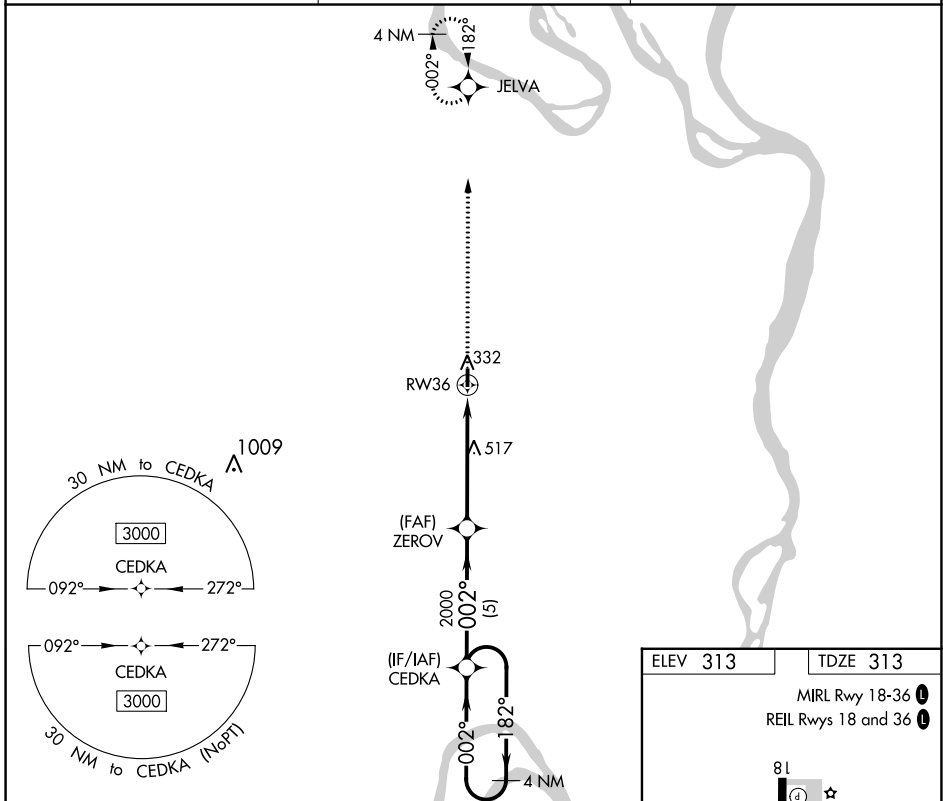 4 NM
182°
002°
JELVA
332
RW36
517
1009
30 NM to CEDKA
3000
CEDKA
092°
272°
092°
272°
CEDKA
3000
30 NM to CEDKA (NoPT)
(FAF)
ZEROV
2000
002°
(5)
(IF/IAF)
CEDKA
002°
182°
4 NM
ELEV 313
TDZE 313
MIRL Rwy 18-36 L
REIL Rwys 18 and 36 L
18
P